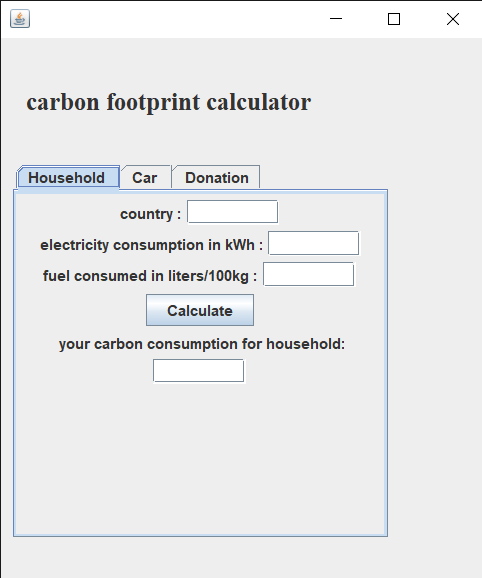 carbon footprint calculator
Household Car Donation
country :
electricity consumption in kWh :
fuel consumed in liters/100kg :
Calculate
your carbon consumption for household: